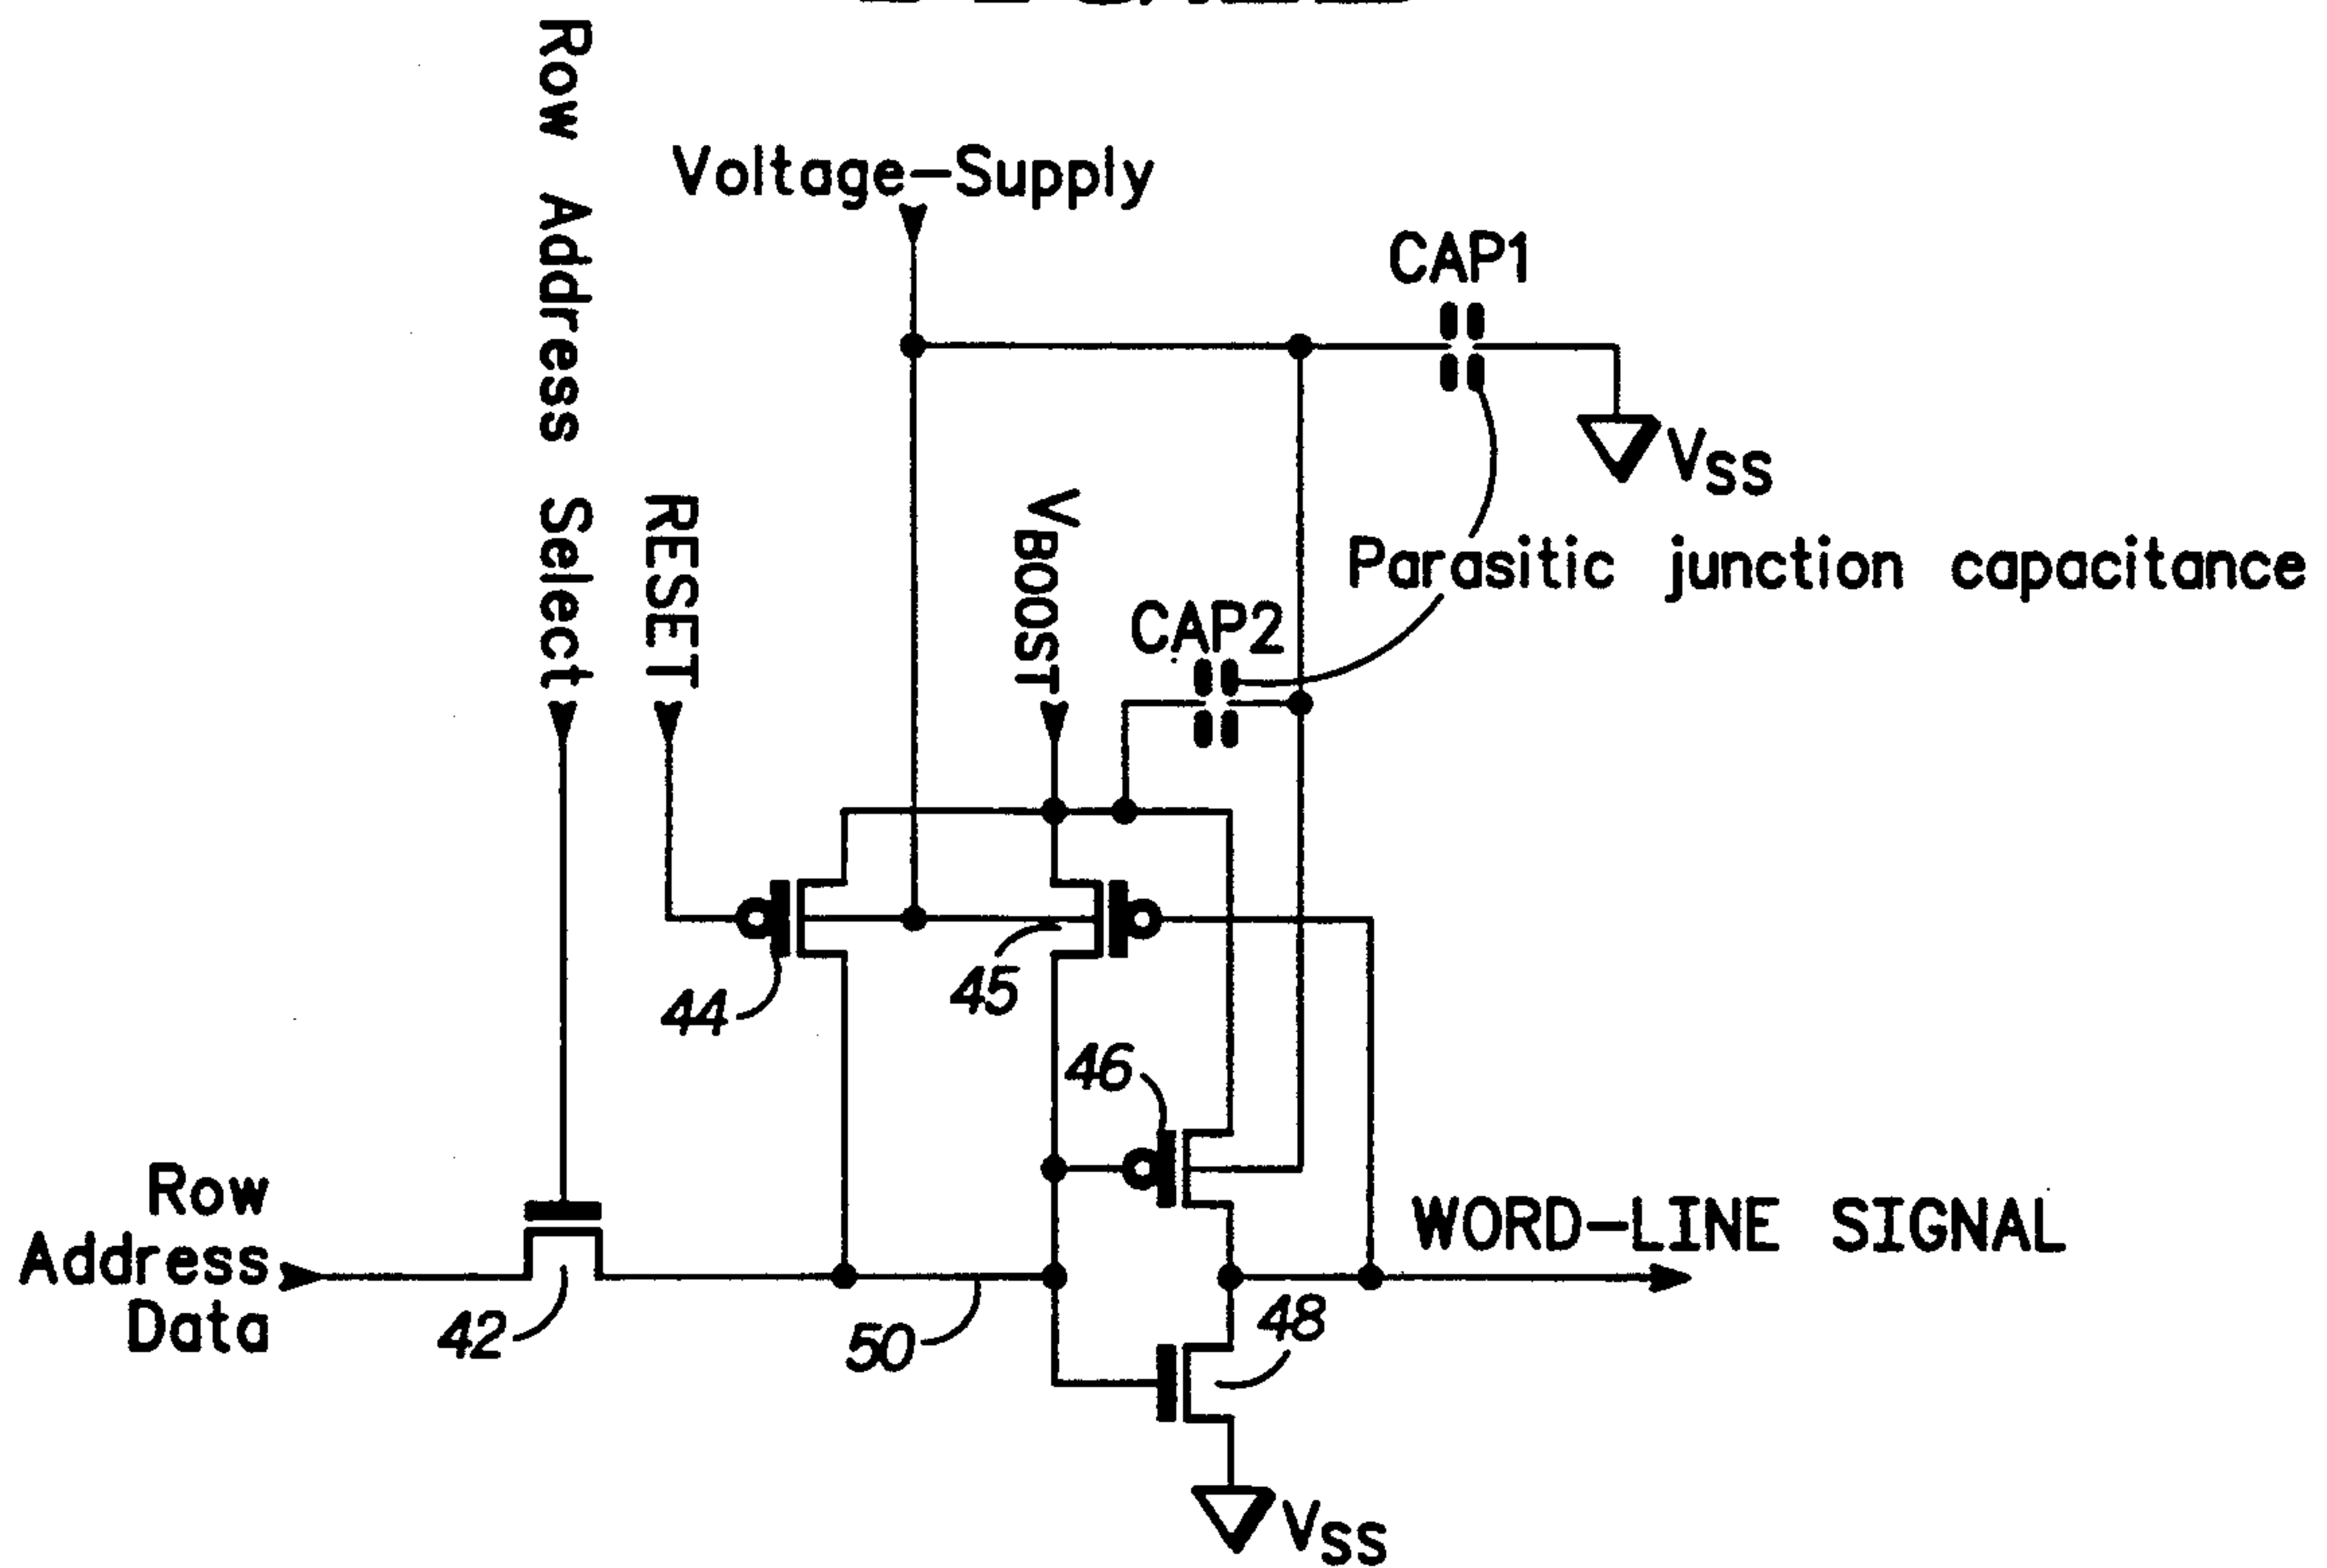 Row Address Select
Voltage-Supply
CAP1
VSS
RESET
VBOOST
Parasitic junction capacitance
CAP2
44
45
46
Row
Address
Data
42
50
WORD-LINE SIGNAL
48
VSS